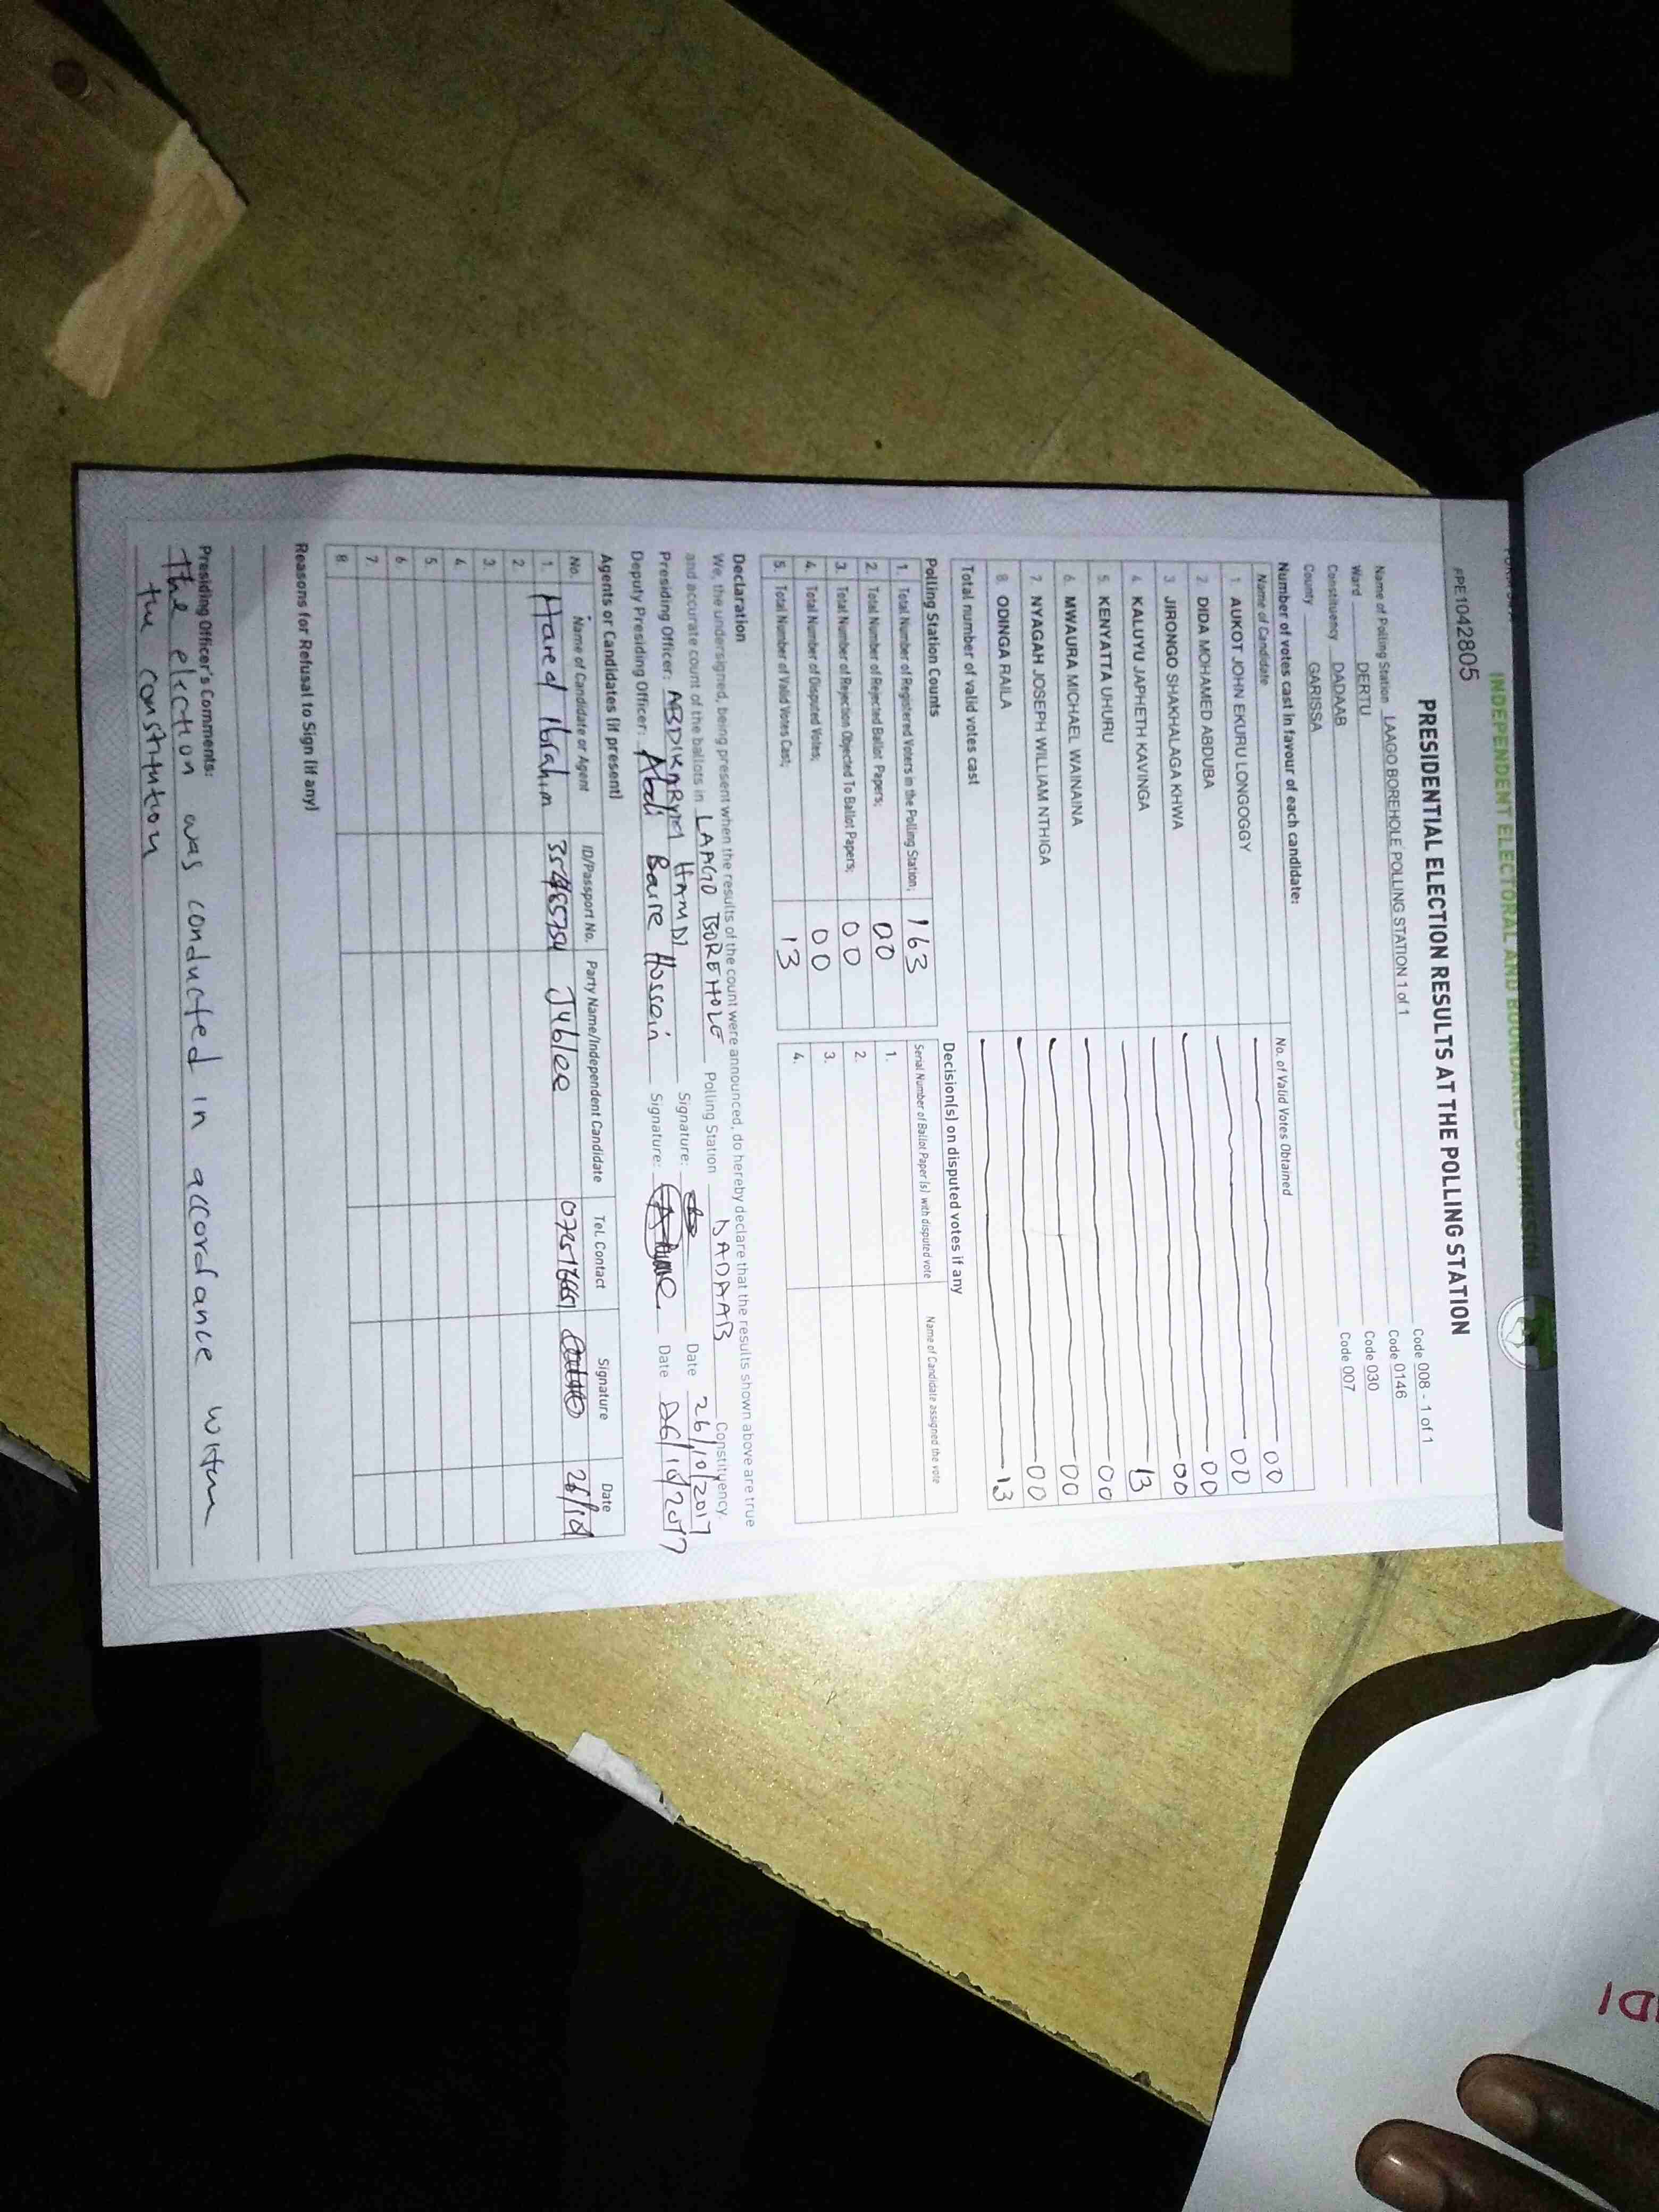 FORM 34A
INDEPENDENT ELECTORAL AND BOUNDARIES COMMISSION
PPE1042805
PRESIDENTIAL ELECTION RESULTS AT THE POLLING STATION
Name of Polling Station LAAGO BOREHOLE POLLING STATION 1 of 1 Code 008 - 1 of 1
Ward DERTU Code 0146
Constituency DADAAB Code 030
County GARISSA Code 007
Number of votes cast in favour of each candidate:
Name of Candidate No. of Valid Votes Obtained
1. AUKOT JOHN EKURU LONGOGGY 00
2. DIDA MOHAMED ABDUBA 00
3. JIRONGO SHAKHALAGA KHWA 00
4. KALUYU JAPHETH KAVINGA 00
5. KENYATTA UHURU 13
6. MWAURA MICHAEL WAINAINA 00
7. NYAGAH JOSEPH WILLIAM NTHIGA 00
8. ODINGA RAILA 00
Total number of valid votes cast 13
Polling Station Counts
1. Total Number of Registered Voters in the Polling Station; 163
2. Total Number of Rejected Ballot Papers; 00
3. Total Number of Rejection Objected To Ballot Papers; 00
4. Total Number of Disputed Votes; 00
5. Total Number of Valid Votes Cast; 13
Decision(s) on disputed votes if any
Serial Number of Ballot Paper(s) with disputed vote Name of Candidate assigned the vote
1.
2.
3.
4.
Declaration
We, the undersigned, being present when the results of the count were announced, do hereby declare that the results shown above are true
and accurate count of the ballots in LAAGO BOREHOLE Polling Station DADAAB Constituency.
Presiding Officer: HAMDI Signature: Date 26/10/2017
Deputy Presiding Officer: Abdi Barre Hossein Signature: Date 26/10/2017
Agents or Candidates (if present)
No. Name of Candidate or Agent ID/Passport No. Party Name/Independent Candidate Tel. Contact Signature Date
1. Hared Ibrahim Jublee 26/10
2.
3.
4.
5.
6.
7.
8.
Reasons for Refusal to Sign (if any)
Presiding Officer's Comments:
The election was conducted in accordance within
the constitution
DI